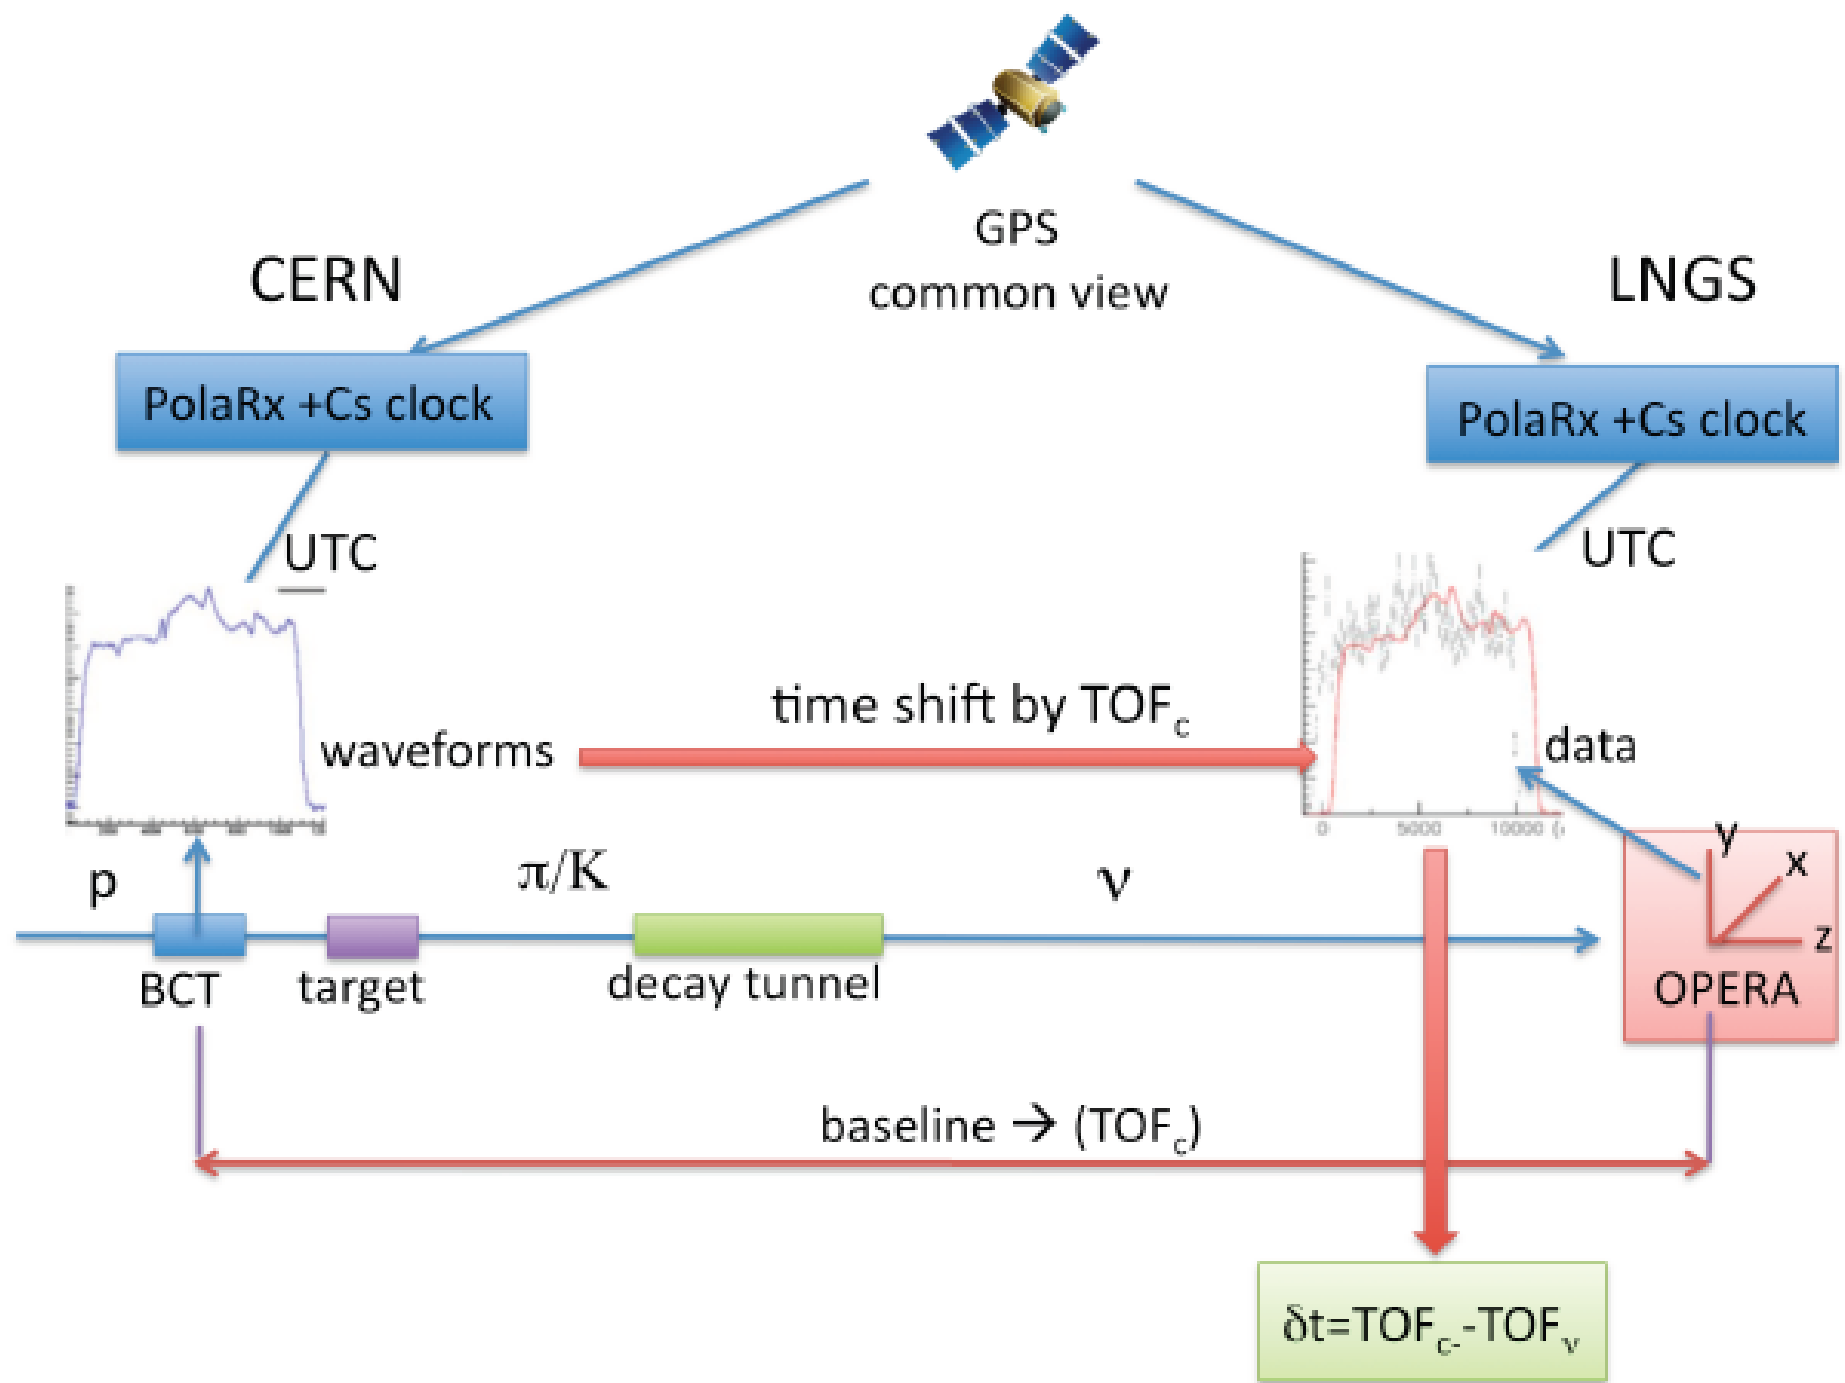 GPS
common view
CERN
LNGS
PolaRx +Cs clock
PolaRx +Cs clock
UTC
UTC
time shift by TOFc
waveforms
data
0 5000 10000
p
π/K
ν
y
x
z
BCT
target
decay tunnel
OPERA
baseline → (TOFc)
δt=TOFc--TOFν